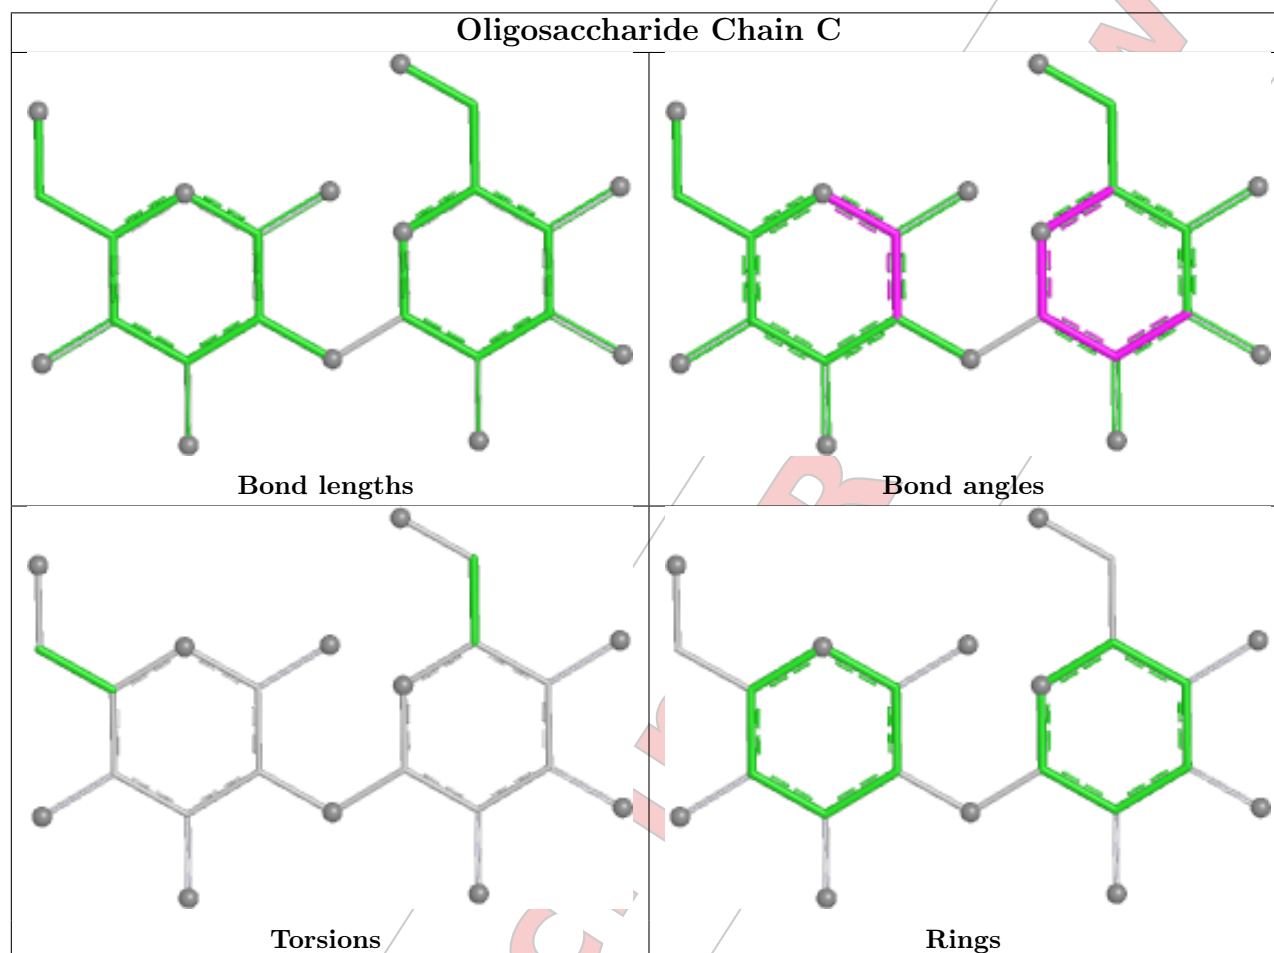 Oligosaccharide Chain C
Bond lengths
Bond angles
Torsions
Rings